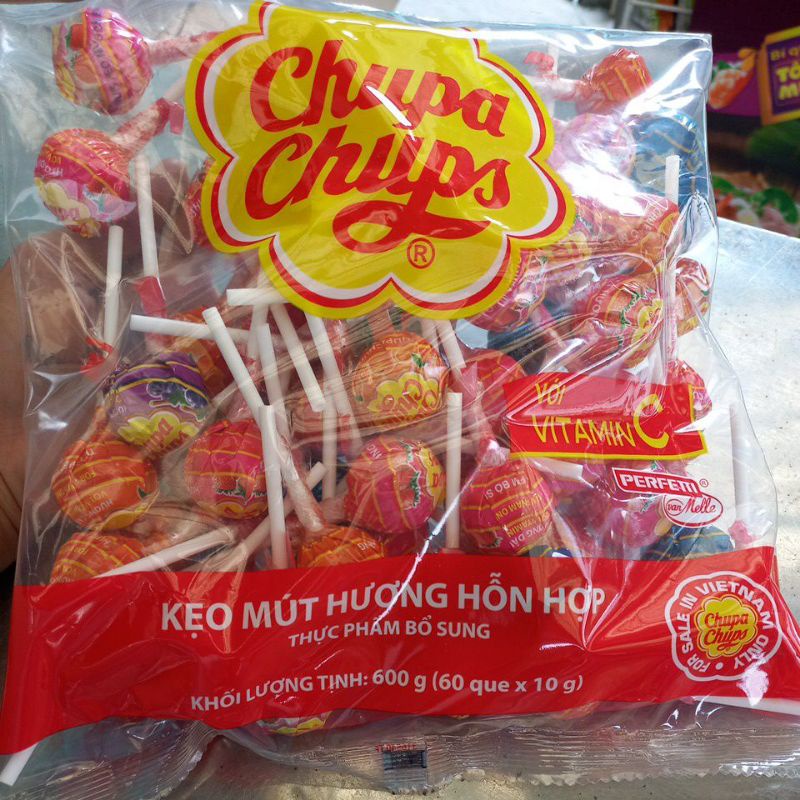 Chupa
Chups
®
VỚI
VITAMIN C
PERFETTI®
van Melle
KẸO MÚT HƯƠNG HỖN HỢP
THỰC PHẨM BỔ SUNG
KHỐI LƯỢNG TỊNH: 600 g (60 que x 10 g)
FOR SALE IN VIETNAM ONLY
Chupa
Chups